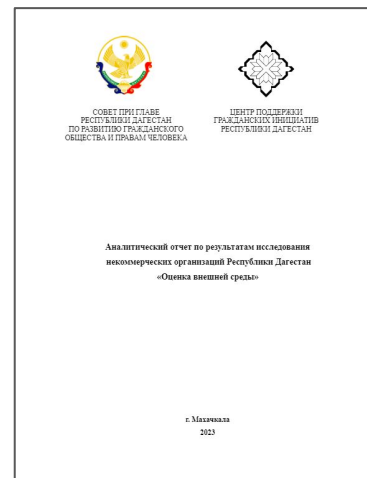 СОВЕТ ПРИ ГЛАВЕ
РЕСПУБЛИКИ ДАГЕСТАН
ПО РАЗВИТИЮ ГРАЖДАНСКОГО
ОБЩЕСТВА И ПРАВАМ ЧЕЛОВЕКА
ЦЕНТР ПОДДЕРЖКИ
ГРАЖДАНСКИХ ИНИЦИАТИВ
РЕСПУБЛИКИ ДАГЕСТАН
Аналитический отчет по результатам исследования
некоммерческих организаций Республики Дагестан
«Оценка внешней среды»
г. Махачкала
2023